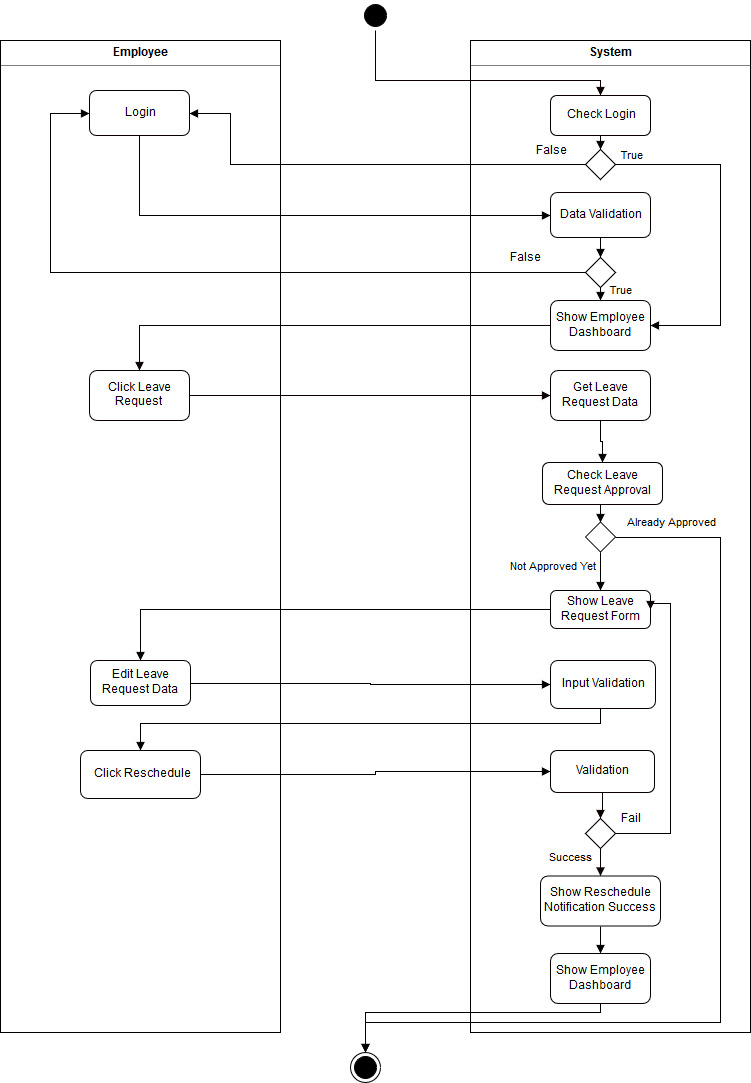 Employee
System
Login
Check Login
False
True
Data Validation
False
True
Show Employee
Dashboard
Click Leave
Request
Get Leave
Request Data
Check Leave
Request Approval
Already Approved
Not Approved Yet
Show Leave
Request Form
Edit Leave
Request Data
Input Validation
Click Reschedule
Validation
Fail
Success
Show Reschedule
Notification Success
Show Employee
Dashboard